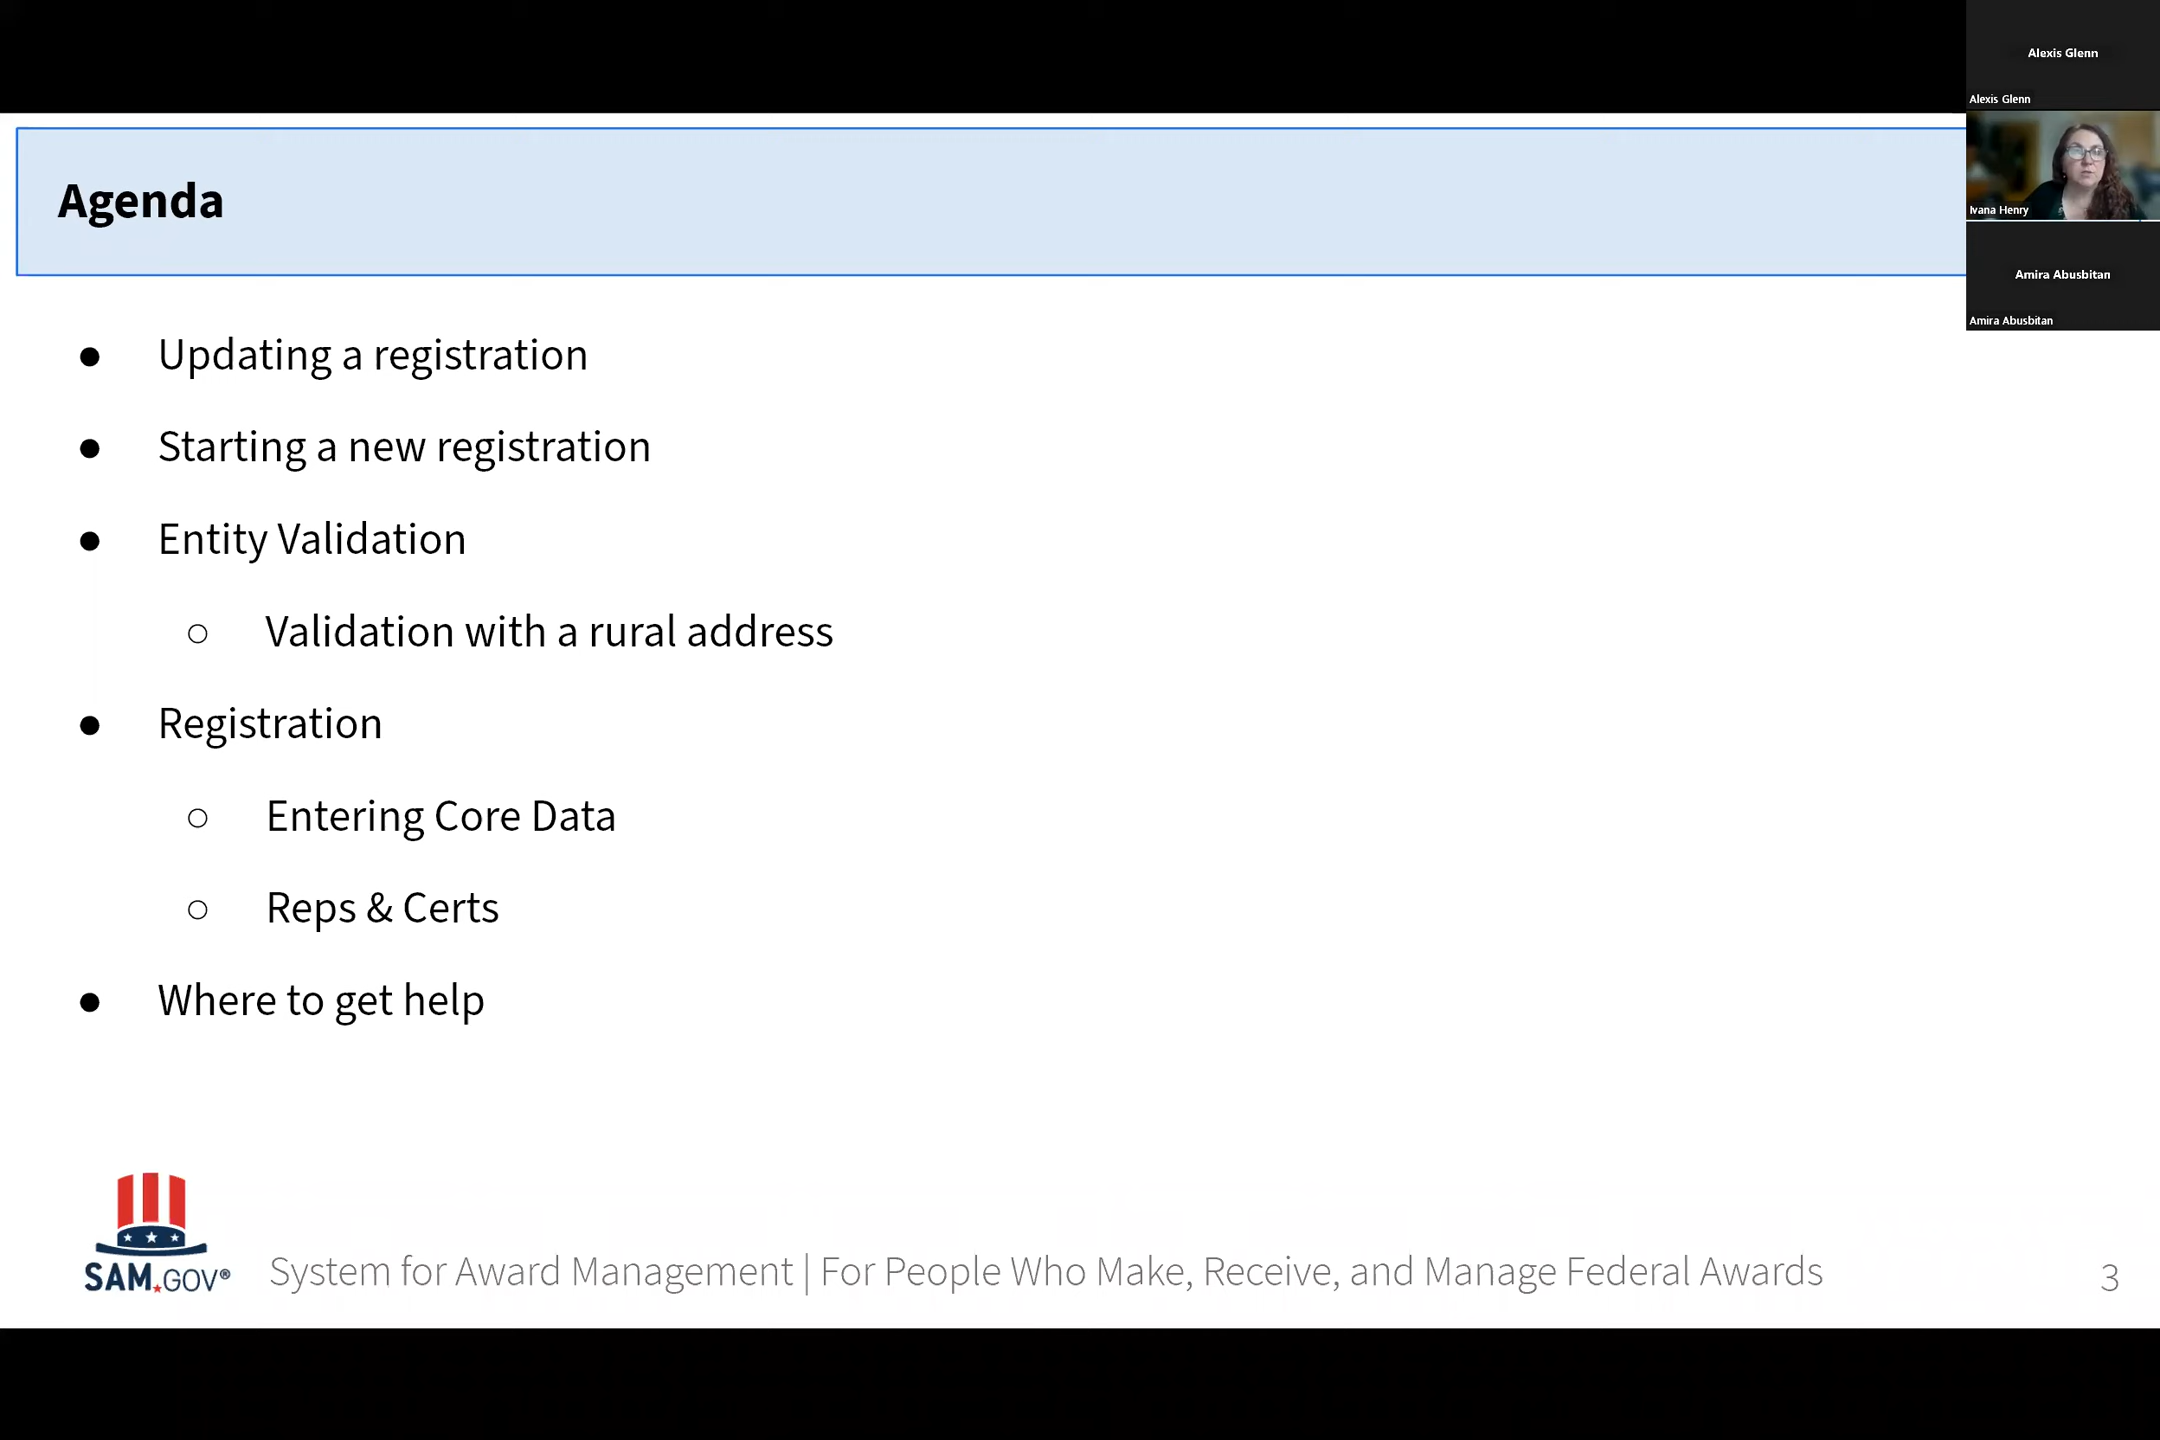 Alexis Glenn
Alexis Glenn
Agenda
Ivana Henry
Amira Abusbitan
Amira Abusbitan
● Updating a registration
● Starting a new registration
● Entity Validation
○ Validation with a rural address
● Registration
○ Entering Core Data
○ Reps & Certs
● Where to get help
SAM.GOV®
System for Award Management | For People Who Make, Receive, and Manage Federal Awards
3